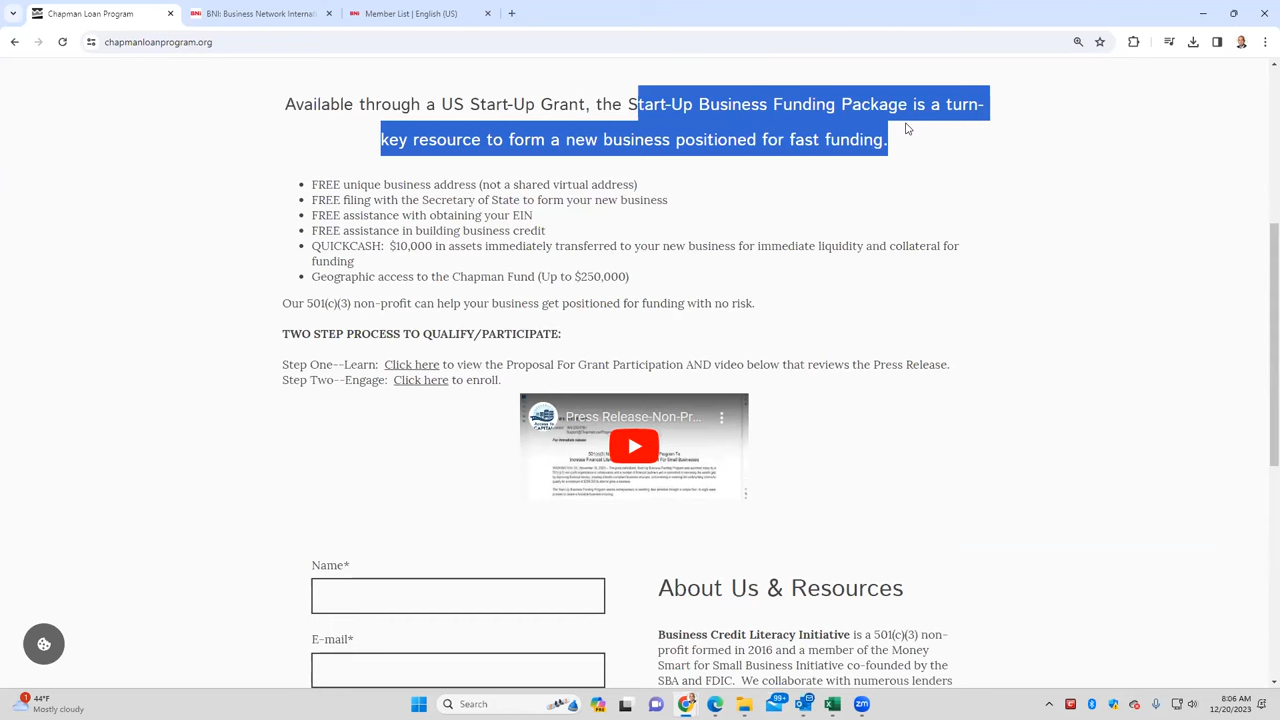 Chapman Loan Program
BNI: Business Network Internat
Member List | English (US)
chapmanloanprogram.org
Available through a US Start-Up Grant, the Start-Up Business Funding Package is a turn-
key resource to form a new business positioned for fast funding.
• FREE unique business address (not a shared virtual address)
• FREE filing with the Secretary of State to form your new business
• FREE assistance with obtaining your EIN
• FREE assistance in building business credit
• QUICKCASH: $10,000 in assets immediately transferred to your new business for immediate liquidity and collateral for
funding
• Geographic access to the Chapman Fund (Up to $250,000)
Our 501(c)(3) non-profit can help your business get positioned for funding with no risk.
TWO STEP PROCESS TO QUALIFY/PARTICIPATE:
Step One--Learn: Click here to view the Proposal For Grant Participation AND video below that reviews the Press Release.
Step Two--Engage: Click here to enroll.
Press Release-Non-Pr...
Name*
E-mail*
About Us & Resources
Business Credit Literacy Initiative is a 501(c)(3) non-
profit formed in 2016 and a member of the Money
Smart for Small Business Initiative co-founded by the
SBA and FDIC. We collaborate with numerous lenders
1
44°F
Mostly cloudy
Search
99+
zm
8:06 AM
12/20/2023